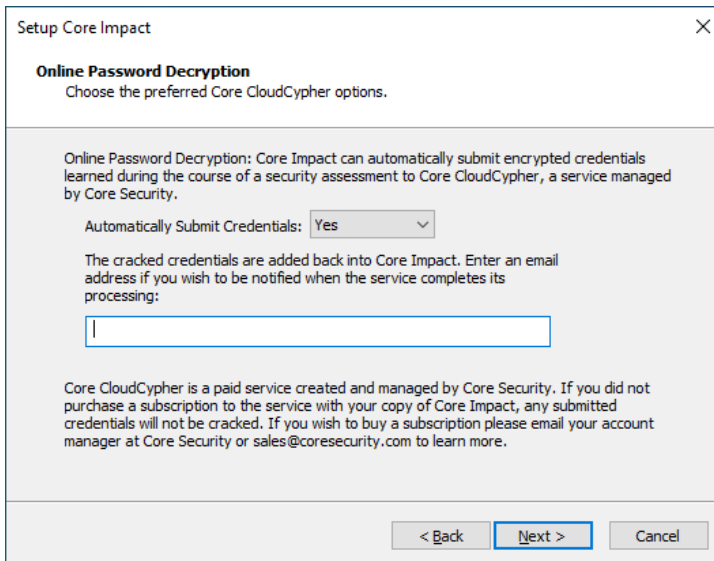 Setup Core Impact
Online Password Decryption
Choose the preferred Core CloudCypher options.
Online Password Decryption: Core Impact can automatically submit encrypted credentials
learned during the course of a security assessment to Core CloudCypher, a service managed
by Core Security.
Automatically Submit Credentials: Yes
The cracked credentials are added back into Core Impact. Enter an email
address if you wish to be notified when the service completes its
processing:
Core CloudCypher is a paid service created and managed by Core Security. If you did not
purchase a subscription to the service with your copy of Core Impact, any submitted
credentials will not be cracked. If you wish to buy a subscription please email your account
manager at Core Security or sales@coresecurity.com to learn more.
< Back Next > Cancel